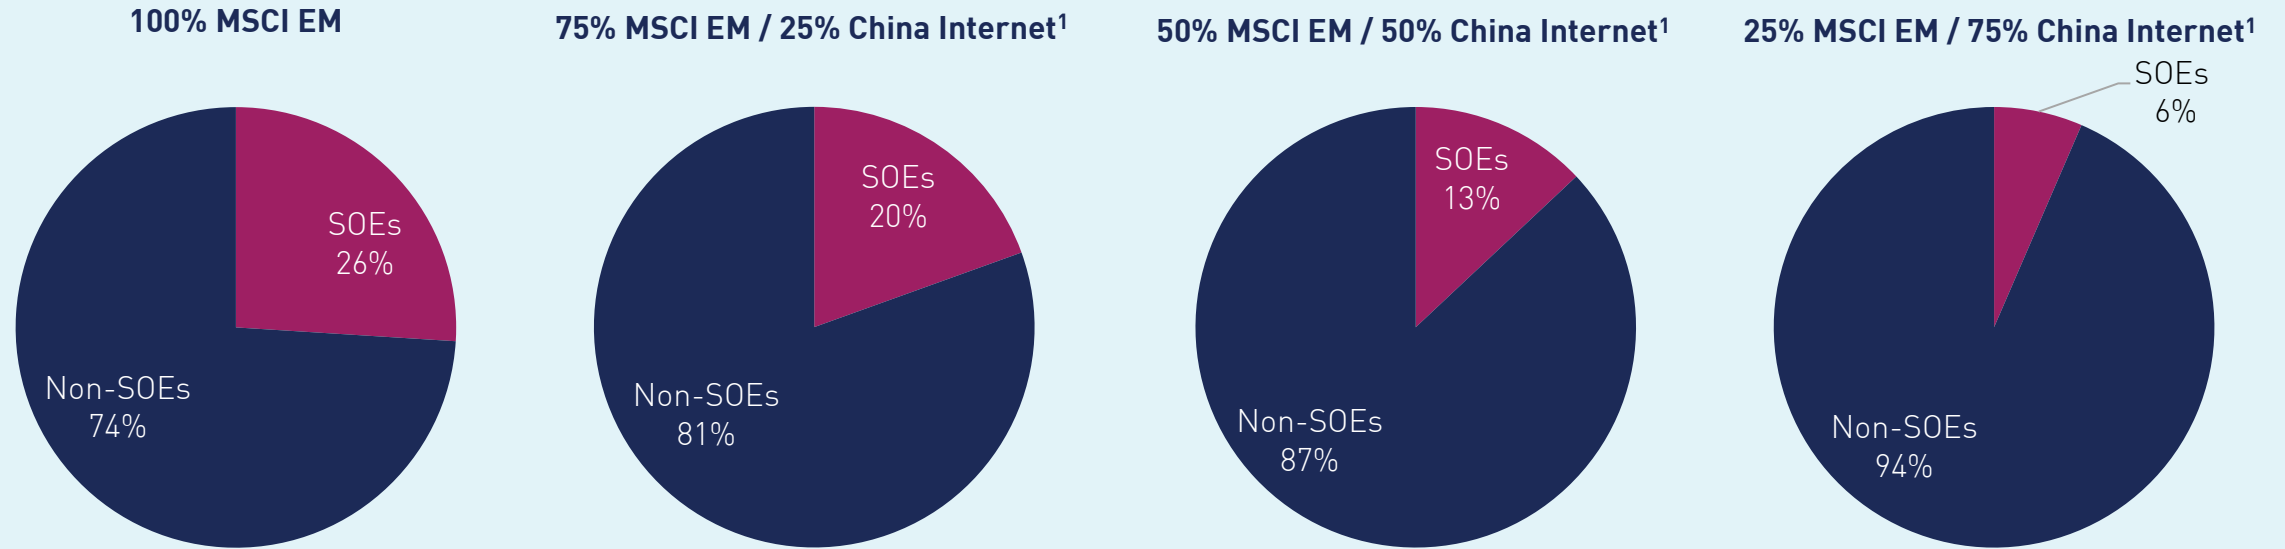 100% MSCI EM
SOEs
26%
Non-SOEs
74%
75% MSCI EM / 25% China Internet¹
SOEs
20%
Non-SOEs
81%
50% MSCI EM / 50% China Internet¹
SOEs
13%
Non-SOEs
87%
25% MSCI EM / 75% China Internet¹
SOEs
6%
Non-SOEs
94%